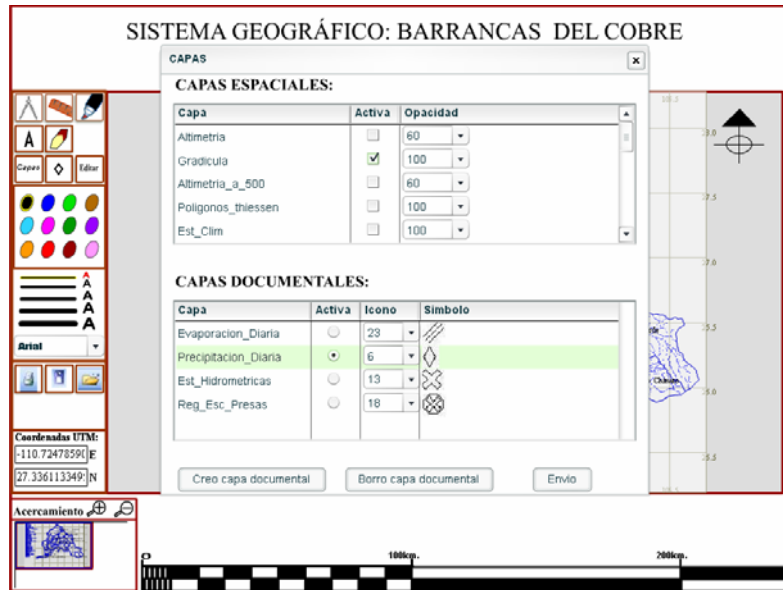 SISTEMA GEOGRÁFICO: BARRANCAS DEL COBRE
CAPAS
x
CAPAS ESPACIALES:
Capa Activa Opacidad
Altimetria 60
Gradicula 100
Altimetria_a_500 60
Poligonos_thiessen 100
Est_Clim 100
CAPAS DOCUMENTALES:
Capa Activa Icono Simbolo
Evaporacion_Diaria 23
Precipitacion_Diaria 6
Est_Hidrometricas 13
Reg_Esc_Presas 18
Creo capa documental Borro capa documental Envio
A
Capas Editar
A
A
A
A
A
Arial
Coordenadas UTM:
-110.7247859 E
27.336113349 N
Acercamiento
0 100km. 200km.